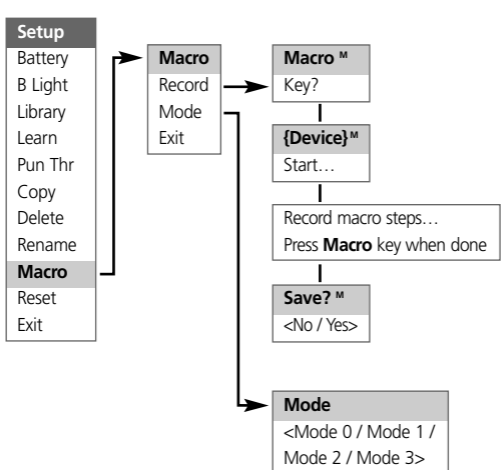 Setup
Battery
B Light
Library
Learn
Pun Thr
Copy
Delete
Rename
Macro
Reset
Exit
Macro
Record
Mode
Exit
Macro ᴹ
Key?
{Device} ᴹ
Start…
Record macro steps…
Press Macro key when done
Save? ᴹ
<No / Yes>
Mode
<Mode 0 / Mode 1 /
Mode 2 / Mode 3>